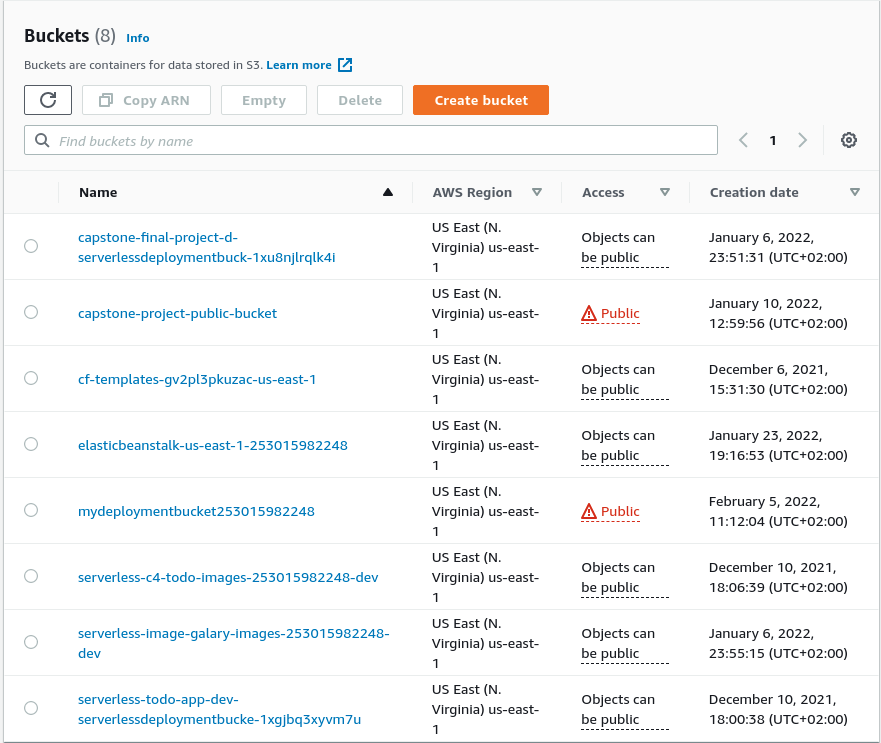 Buckets (8) Info
Buckets are containers for data stored in S3. Learn more
Copy ARN Empty Delete Create bucket
Find buckets by name 1
Name AWS Region Access Creation date
capstone-final-project-d-
serverlessdeploymentbuck-1xu8njlrqlk4i
US East (N.
Virginia) us-east-
1
Objects can
be public
January 6, 2022,
23:51:31 (UTC+02:00)
capstone-project-public-bucket
US East (N.
Virginia) us-east-
1
Public
January 10, 2022,
12:59:56 (UTC+02:00)
cf-templates-gv2pl3pkuzac-us-east-1
US East (N.
Virginia) us-east-
1
Objects can
be public
December 6, 2021,
15:31:30 (UTC+02:00)
elasticbeanstalk-us-east-1-253015982248
US East (N.
Virginia) us-east-
1
Objects can
be public
January 23, 2022,
19:16:53 (UTC+02:00)
mydeploymentbucket253015982248
US East (N.
Virginia) us-east-
1
Public
February 5, 2022,
11:12:04 (UTC+02:00)
serverless-c4-todo-images-253015982248-dev
US East (N.
Virginia) us-east-
1
Objects can
be public
December 10, 2021,
18:06:39 (UTC+02:00)
serverless-image-galary-images-253015982248-
dev
US East (N.
Virginia) us-east-
1
Objects can
be public
January 6, 2022,
23:55:15 (UTC+02:00)
serverless-todo-app-dev-
serverlessdeploymentbucke-1xgjbq3xyvm7u
US East (N.
Virginia) us-east-
1
Objects can
be public
December 10, 2021,
18:00:38 (UTC+02:00)